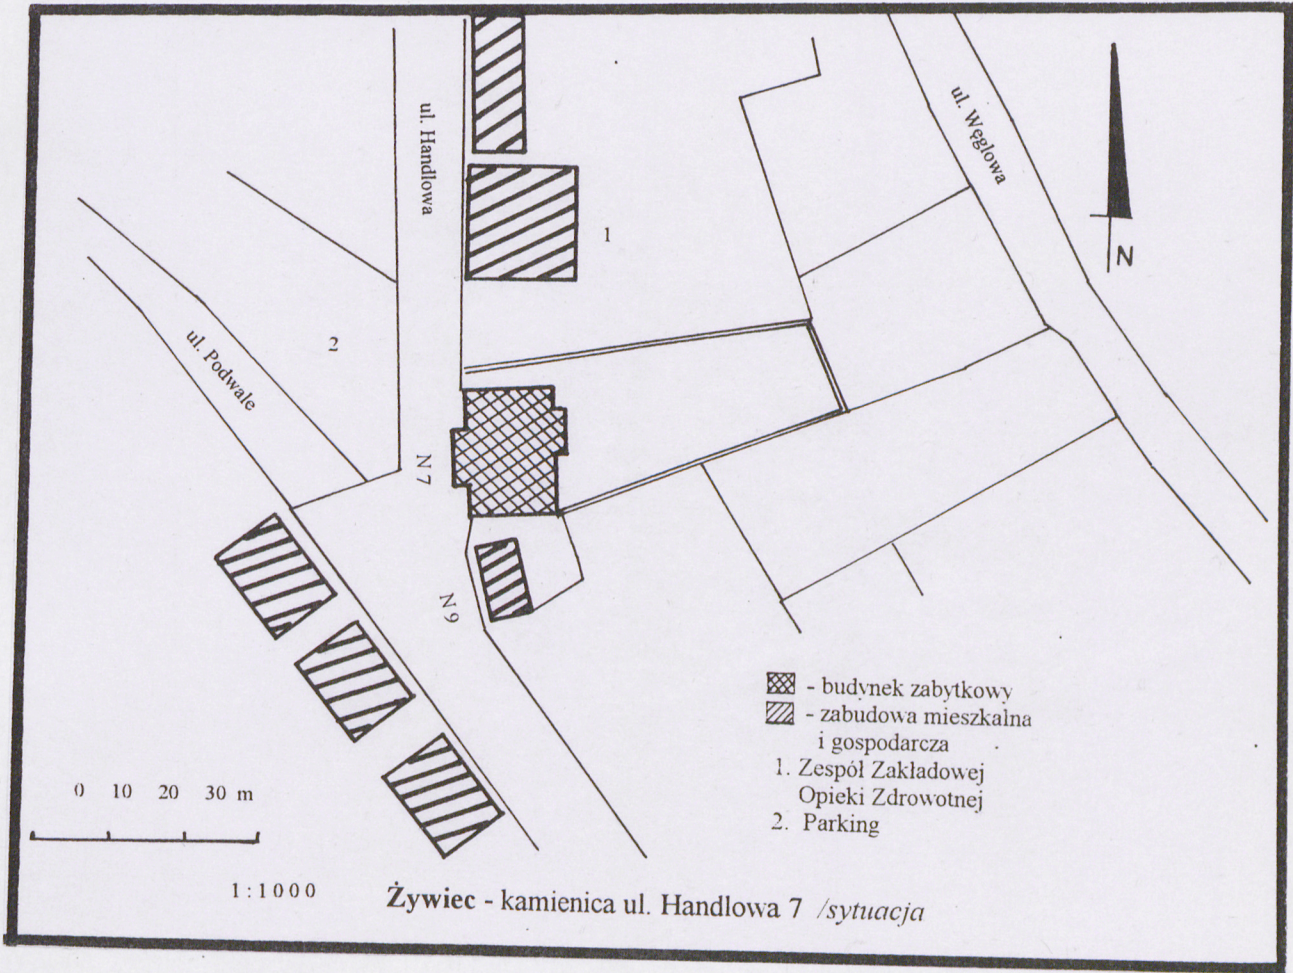 ul. Handlowa
ul. Węglowa
1
N
2
ul. Podwale
N 7
N 9
- budynek zabytkowy
- zabudowa mieszkalna
i gospodarcza
1. Zespół Zakładowej
Opieki Zdrowotnej
2. Parking
0 10 20 30 m
1:1000
Żywiec - kamienica ul. Handlowa 7 /sytuacja